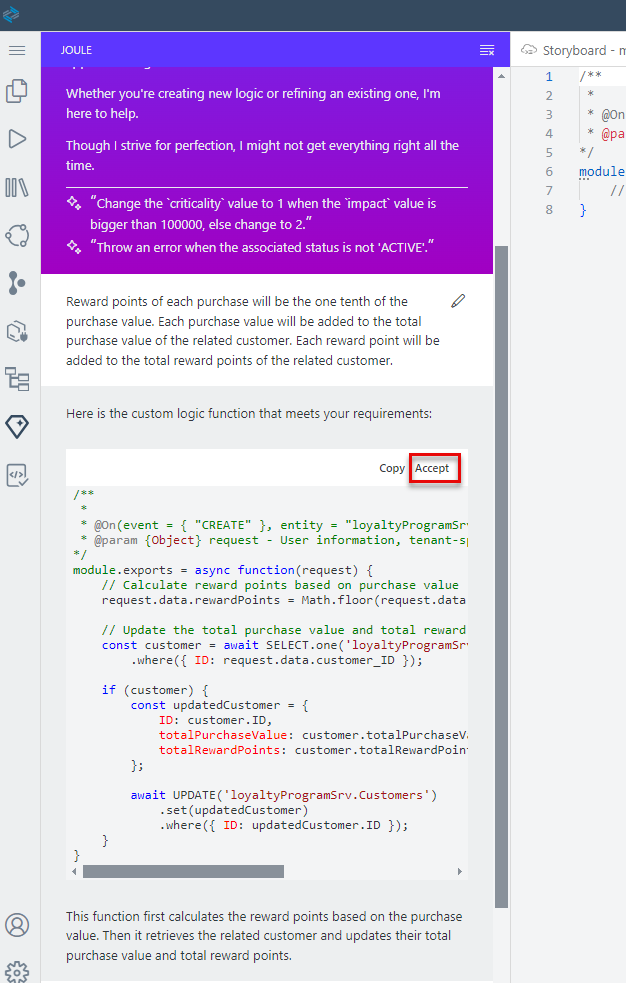 JOULE
Whether you're creating new logic or refining an existing one, I'm
here to help.
Though I strive for perfection, I might not get everything right all the
time.
"Change the `criticality` value to 1 when the `impact` value is
bigger than 100000, else change to 2."
"Throw an error when the associated status is not 'ACTIVE'."
Reward points of each purchase will be the one tenth of the
purchase value. Each purchase value will be added to the total
purchase value of the related customer. Each reward point will be
added to the total reward points of the related customer.
Here is the custom logic function that meets your requirements:
Copy Accept
/**
*
* @On(event = { "CREATE" }, entity = "loyaltyProgramSrv
* @param {Object} request - User information, tenant-sp
*/
module.exports = async function(request) {
// Calculate reward points based on purchase value
request.data.rewardPoints = Math.floor(request.data
// Update the total purchase value and total reward
const customer = await SELECT.one('loyaltyProgramSrv
.where({ ID: request.data.customer_ID });
if (customer) {
const updatedCustomer = {
ID: customer.ID,
totalPurchaseValue: customer.totalPurchaseVa
totalRewardPoints: customer.totalRewardPoin
};
await UPDATE('loyaltyProgramSrv.Customers')
.set(updatedCustomer)
.where({ ID: updatedCustomer.ID });
}
}
This function first calculates the reward points based on the purchase
value. Then it retrieves the related customer and updates their total
purchase value and total reward points.
Storyboard - m
1 /**
2 *
3 * @On
4 * @pa
5 */
6 module
7 //
8 }